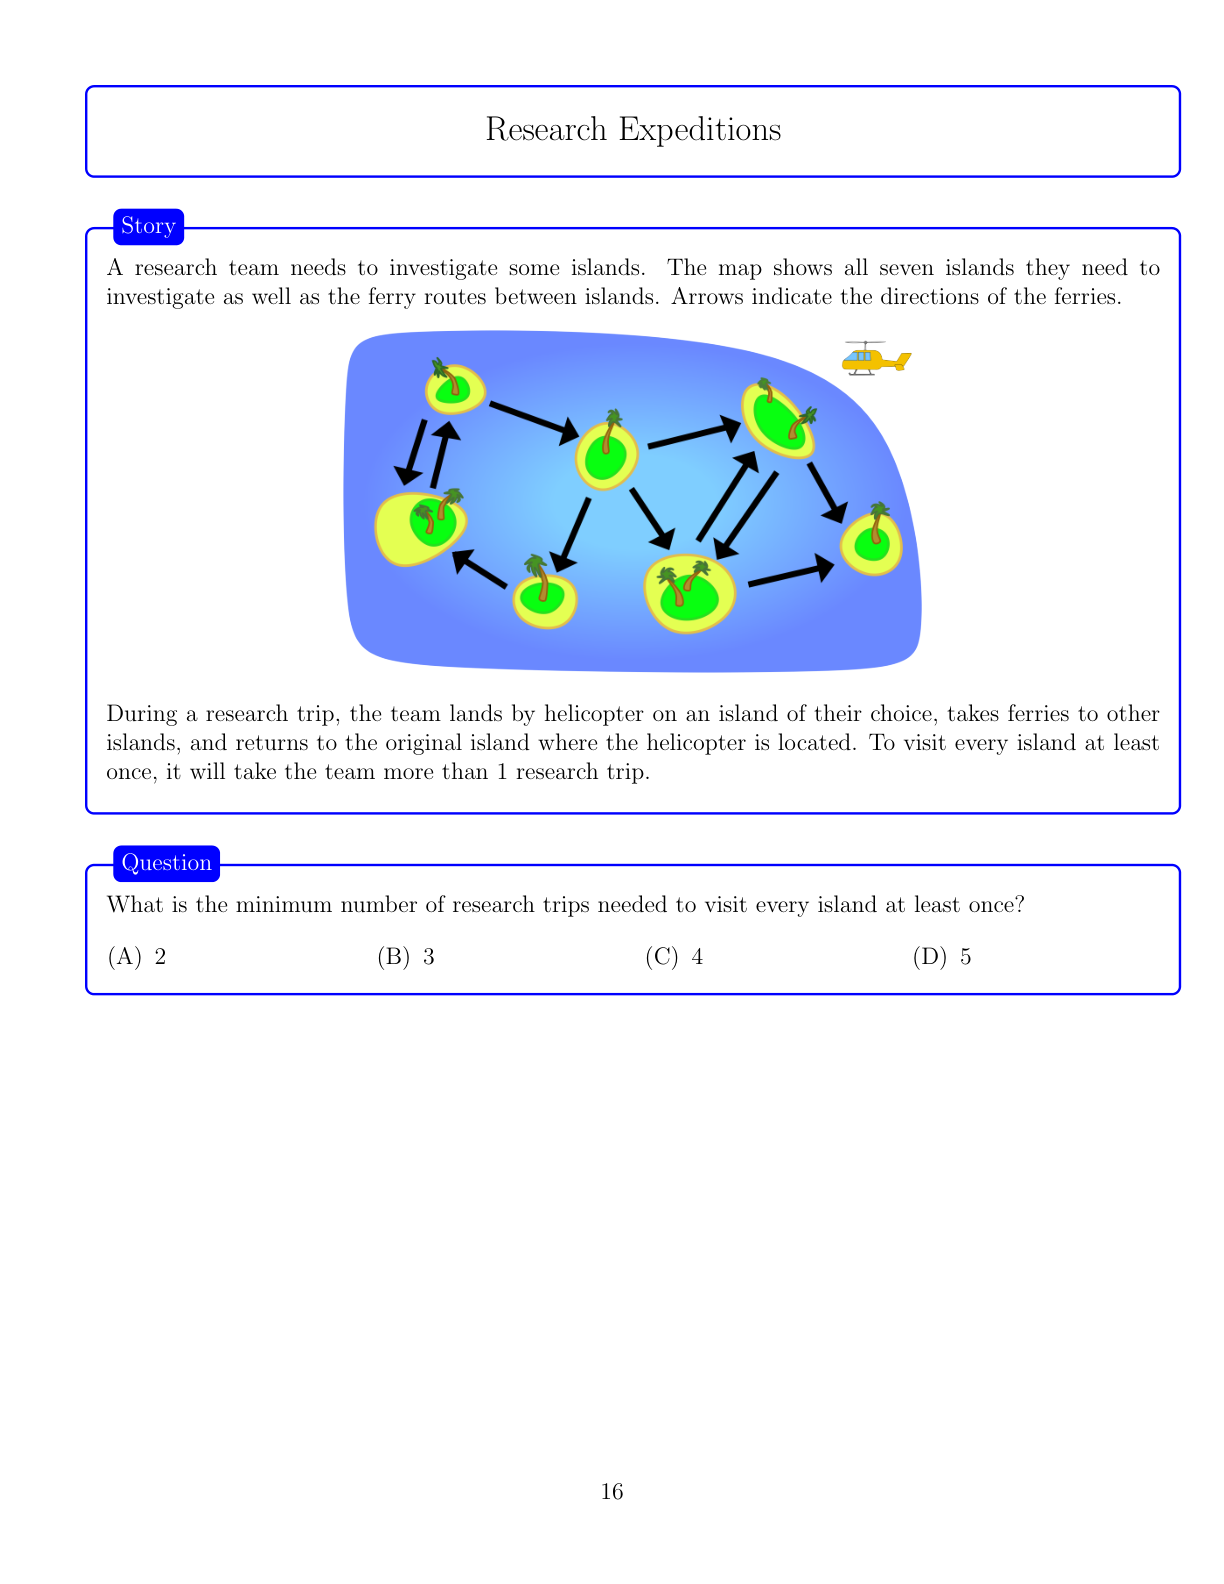 Research Expeditions
Story
A research team needs to investigate some islands. The map shows all seven islands they need to
investigate as well as the ferry routes between islands. Arrows indicate the directions of the ferries.
During a research trip, the team lands by helicopter on an island of their choice, takes ferries to other
islands, and returns to the original island where the helicopter is located. To visit every island at least
once, it will take the team more than 1 research trip.
Question
What is the minimum number of research trips needed to visit every island at least once?
(A) 2 (B) 3 (C) 4 (D) 5
16